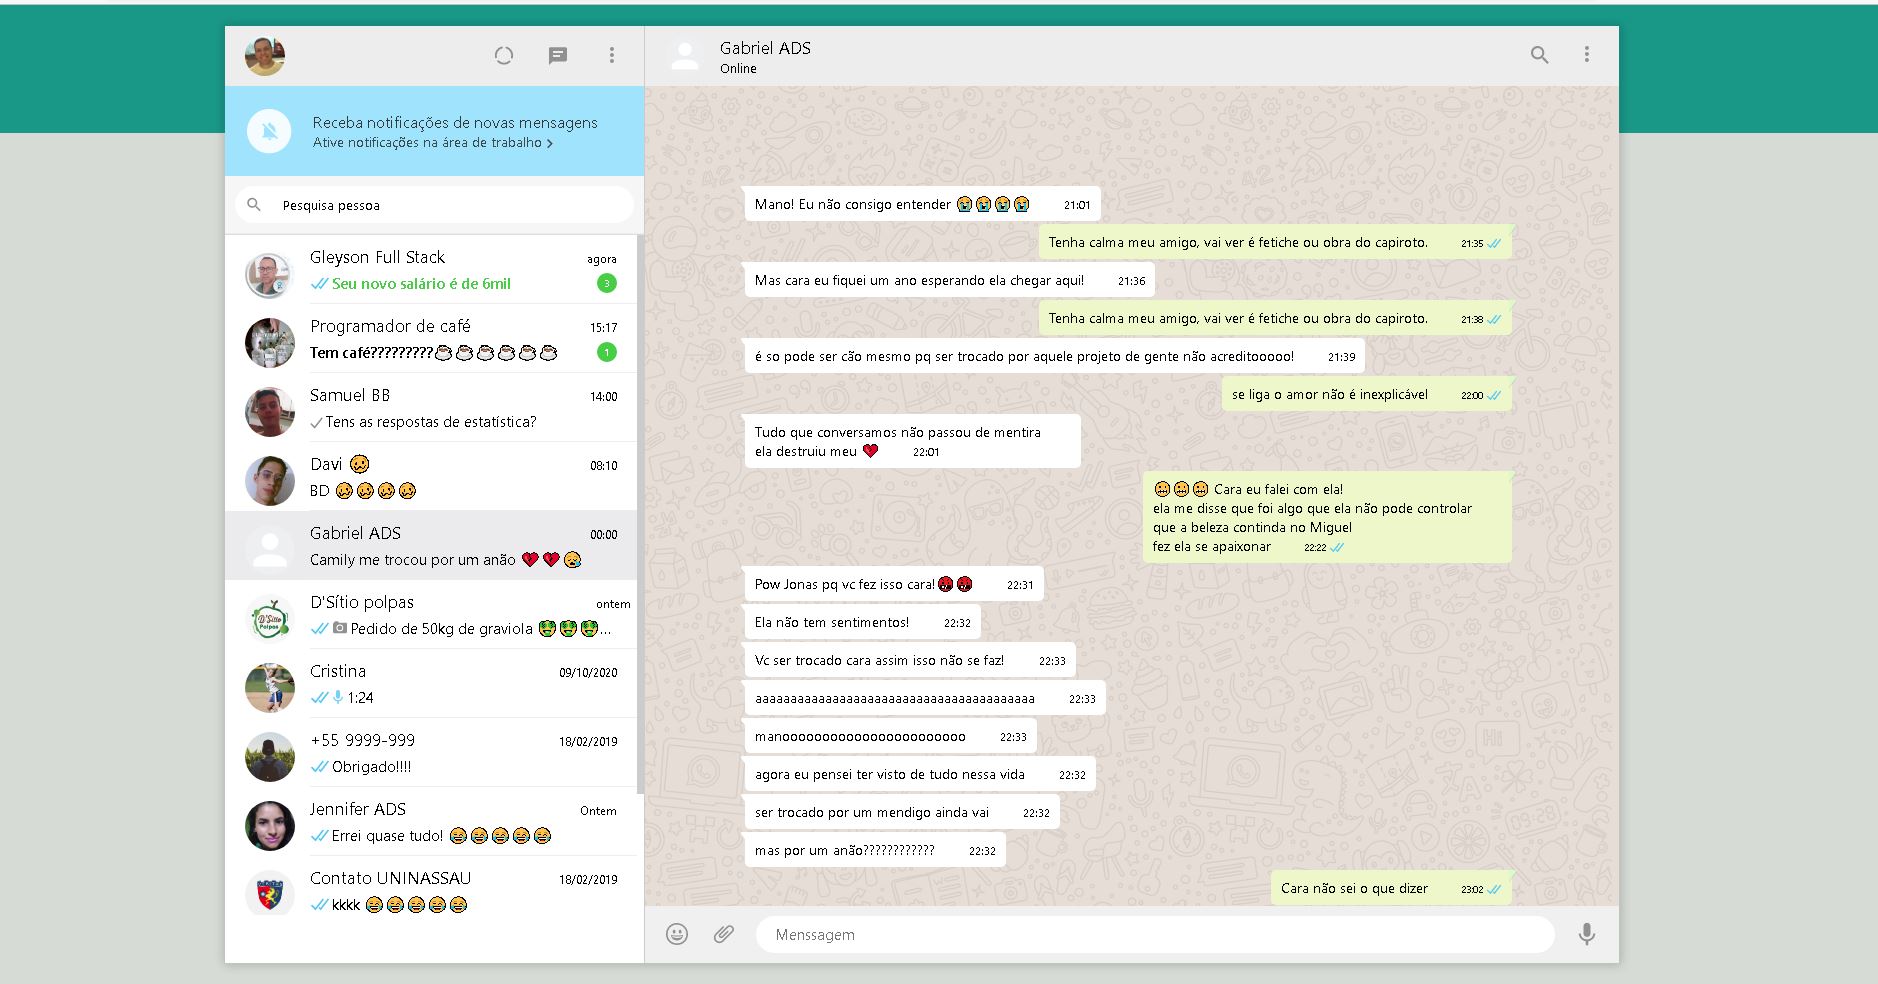 Receba notificações de novas mensagens
Ative notificações na área de trabalho >
Pesquisa pessoa
Gleyson Full Stack agora
Seu novo salário é de 6mil 3
Programador de café 15:17
Tem café?????????☕☕☕☕☕☕ 1
Samuel BB 14:00
Tens as respostas de estatística?
Davi 🥴 08:10
BD 🥴🥴🥴🥴
Gabriel ADS 00:00
Camily me trocou por um anão 💔💔😪
D'Sítio polpas ontem
Pedido de 50kg de graviola 🤑🤑🤑...
Cristina 09/10/2020
1:24
+55 9999-999 18/02/2019
Obrigado!!!!
Jennifer ADS Ontem
Errei quase tudo! 😂😂😂😂😂
Contato UNINASSAU 18/02/2019
kkkk 😂😂😂😂😂
Gabriel ADS
Online
Mano! Eu não consigo entender 😭😭😭😭 21:01
Tenha calma meu amigo, vai ver é fetiche ou obra do capiroto. 21:35
Mas cara eu fiquei um ano esperando ela chegar aqui! 21:36
Tenha calma meu amigo, vai ver é fetiche ou obra do capiroto. 21:38
é so pode ser cão mesmo pq ser trocado por aquele projeto de gente não acreditooooo! 21:39
se liga o amor não é inexplicável 22:00
Tudo que conversamos não passou de mentira
ela destruiu meu 💔 22:01
😬😬😬 Cara eu falei com ela!
ela me disse que foi algo que ela não pode controlar
que a beleza continda no Miguel
fez ela se apaixonar 22:22
Pow Jonas pq vc fez isso cara!🤬🤬 22:31
Ela não tem sentimentos! 22:32
Vc ser trocado cara assim isso não se faz! 22:33
aaaaaaaaaaaaaaaaaaaaaaaaaaaaaaaaaaaaaaaa 22:33
manoooooooooooooooooooooooo 22:33
agora eu pensei ter visto de tudo nessa vida 22:32
ser trocado por um mendigo ainda vai 22:32
mas por um anão???????????? 22:32
Cara não sei o que dizer 23:02
Menssagem